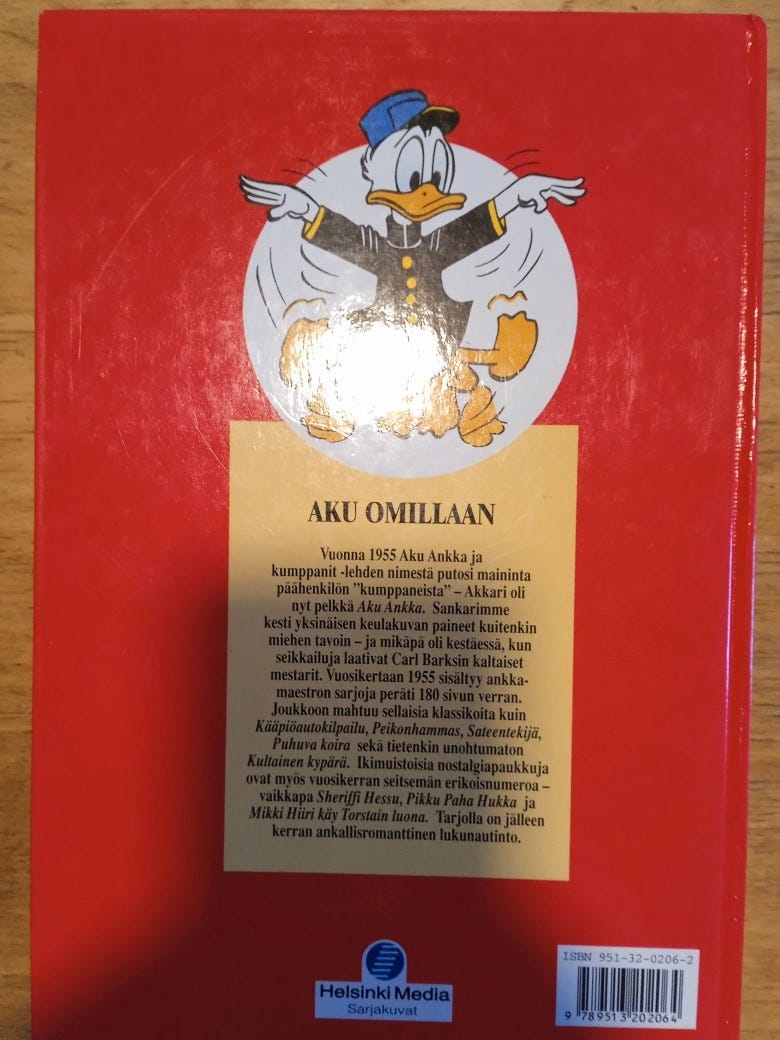 AKU OMILLAAN
Vuonna 1955 Aku Ankka ja
kumppanit -lehden nimestä putosi maininta
päähenkilön ”kumppaneista” – Akkari oli
nyt pelkkä Aku Ankka. Sankarimme
kesti yksinäisen keulakuvan paineet kuitenkin
miehen tavoin – ja mikäpä oli kestäessä, kun
seikkailuja laativat Carl Barksin kaltaiset
mestarit. Vuosikertaan 1955 sisältyy ankka-
maestron sarjoja peräti 180 sivun verran.
Joukkoon mahtuu sellaisia klassikoita kuin
Kääpiöautokilpailu, Peikonhammas, Sateentekijä,
Puhuva koira sekä tietenkin unohtumaton
Kultainen kypärä. Ikimuistoisia nostalgiapaukkuja
ovat myös vuosikerran seitsemän erikoisnumeroa –
vaikkapa Sheriffi Hessu, Pikku Paha Hukka ja
Mikki Hiiri käy Torstain luona. Tarjolla on jälleen
kerran ankallisromanttinen lukunautinto.
Helsinki Media
Sarjakuvat
ISBN 951-32-0206-2
9 789513 202064